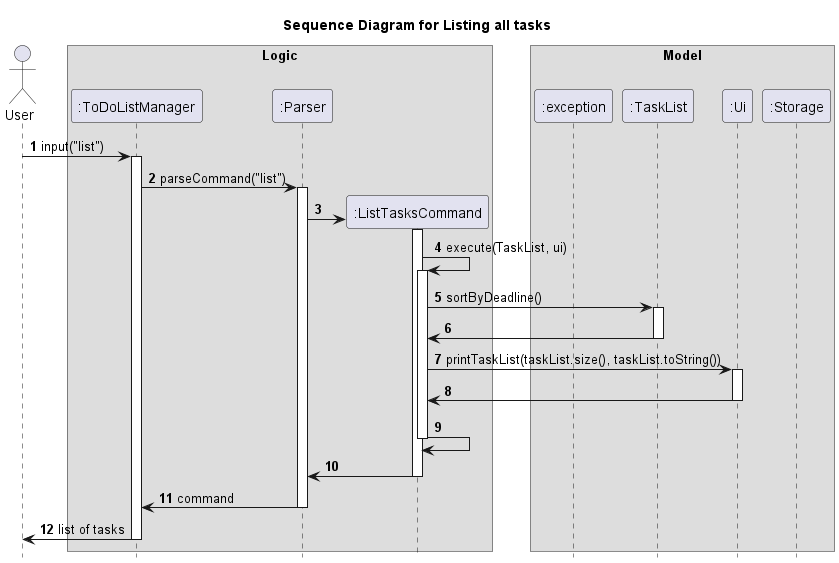 Sequence Diagram for Listing all tasks
Logic
Model
User
:ToDoListManager
:Parser
:exception
:TaskList
:Ui
:Storage
1 input("list")
2 parseCommand("list")
3
:ListTasksCommand
4 execute(TaskList, ui)
5 sortByDeadline()
6
7 printTaskList(taskList.size(), taskList.toString())
8
9
10
11 command
12 list of tasks